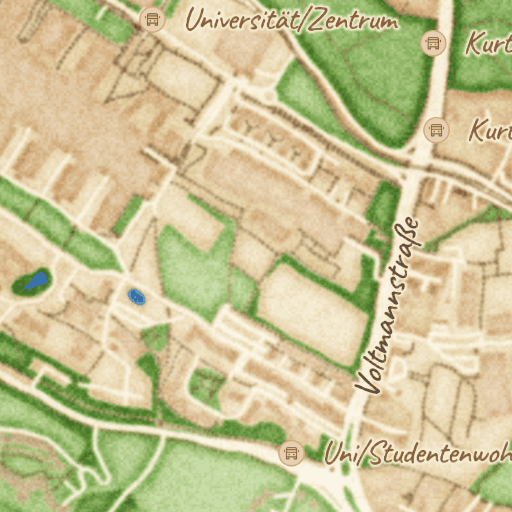 Universität/Zentrum
Kurt
Kurt
Voltmannstraße
Uni/Studentenwoh